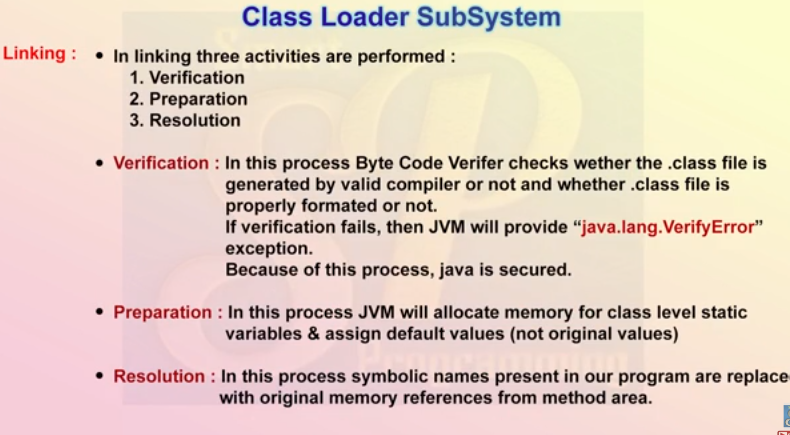 Class Loader SubSystem
Linking : • In linking three activities are performed :
1. Verification
2. Preparation
3. Resolution
• Verification : In this process Byte Code Verifer checks wether the .class file is
generated by valid compiler or not and whether .class file is
properly formated or not.
If verification fails, then JVM will provide “java.lang.VerifyError”
exception.
Because of this process, java is secured.
• Preparation : In this process JVM will allocate memory for class level static
variables & assign default values (not original values)
• Resolution : In this process symbolic names present in our program are replace
with original memory references from method area.